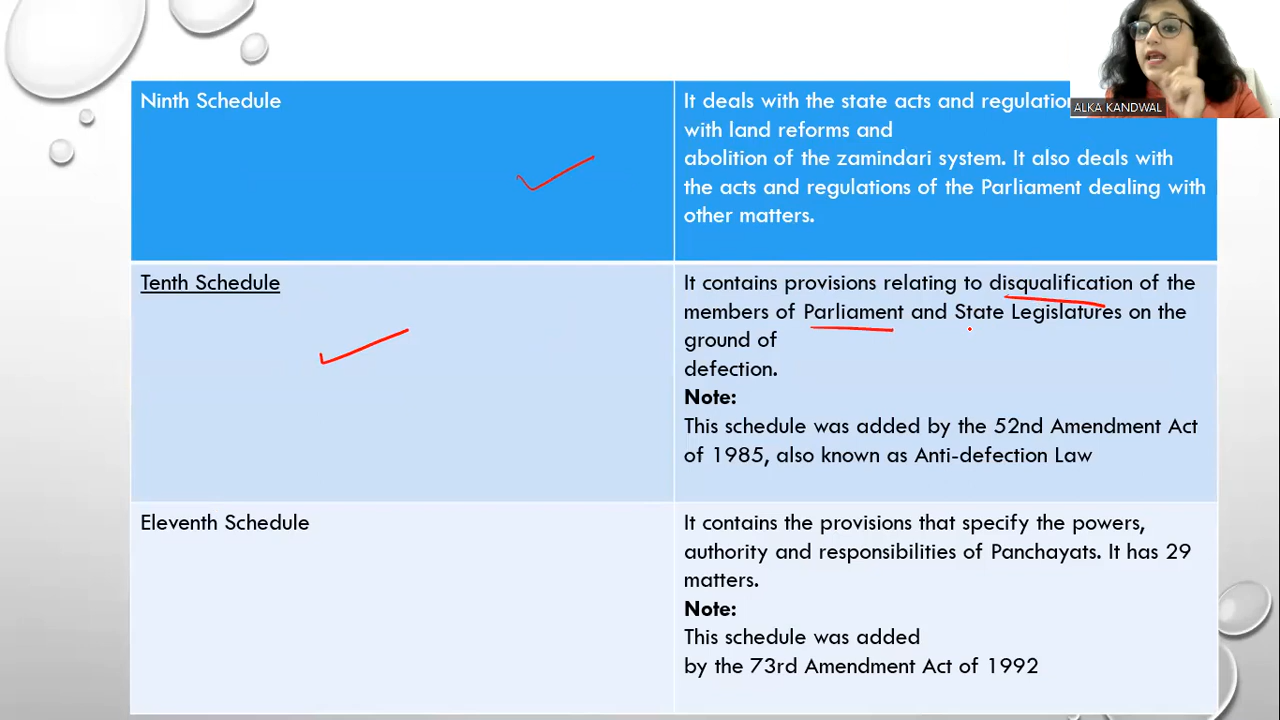 ALKA KANDWAL
Ninth Schedule
It deals with the state acts and
with land reforms and
abolition of the zamindari system. It also deals with
the acts and regulations of the Parliament dealing with
other matters.
Tenth Schedule
It contains provisions relating to disqualification of the
members of Parliament and State Legislatures on the
ground of
defection.
Note:
This schedule was added by the 52nd Amendment Act
of 1985, also known as Anti-defection Law
Eleventh Schedule
It contains the provisions that specify the powers,
authority and responsibilities of Panchayats. It has 29
matters.
Note:
This schedule was added
by the 73rd Amendment Act of 1992